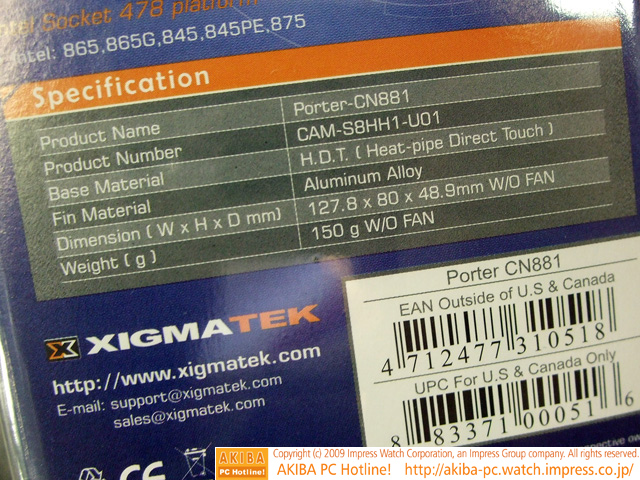 ntel Socket 478 platform
ntel: 865,865G,845,845PE,875
Specification
Product Name Porter-CN881
Product Number CAM-S8HH1-U01
Base Material H.D.T. ( Heat-pipe Direct Touch )
Fin Material Aluminum Alloy
Dimension ( W x H x D mm) 127.8 x 80 x 48.9mm W/O FAN
Weight ( g ) 150 g W/O FAN
XIGMATEK
http://www.xigmatek.com
E-mail: support@xigmatek.com
sales@xigmatek.com
Porter CN881
EAN Outside of U.S & Canada
4 712477 310518
UPC For U.S & Canada Only
8 83371 00051 6
CE
AKIBA
PC Hotline!
Copyright (c) 2009 Impress Watch Corporation, an Impress Group company. All rights reserved.
AKIBA PC Hotline! http://akiba-pc.watch.impress.co.jp/